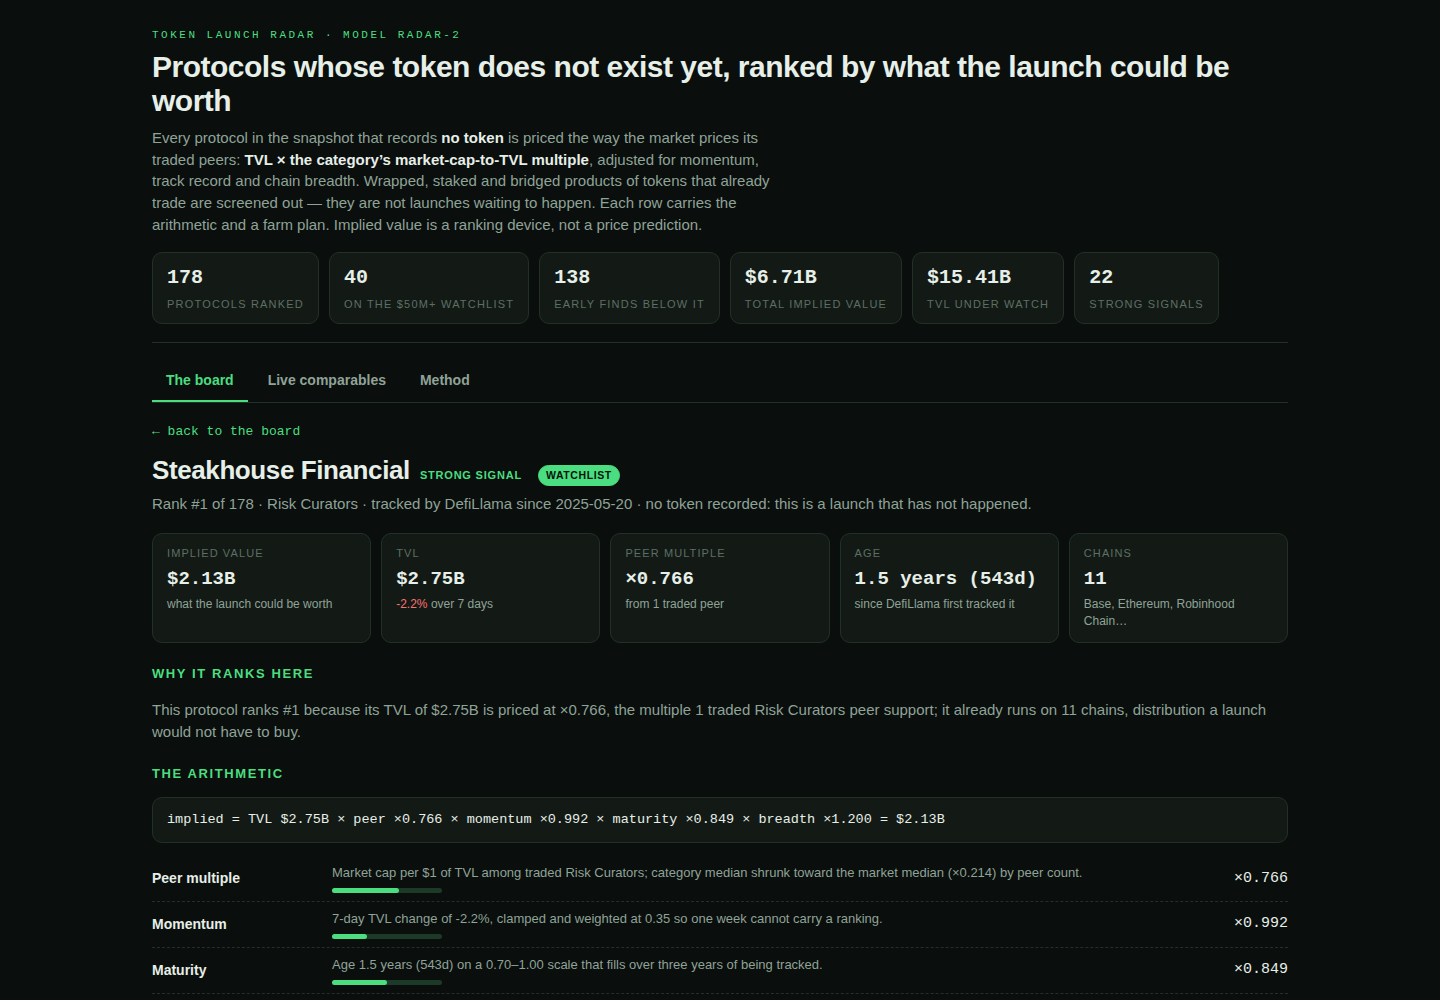 TOKEN LAUNCH RADAR · MODEL RADAR-2
Protocols whose token does not exist yet, ranked by what the launch could be
worth
Every protocol in the snapshot that records no token is priced the way the market prices its
traded peers: TVL × the category’s market-cap-to-TVL multiple, adjusted for momentum,
track record and chain breadth. Wrapped, staked and bridged products of tokens that already
trade are screened out — they are not launches waiting to happen. Each row carries the
arithmetic and a farm plan. Implied value is a ranking device, not a price prediction.
178 40 138 $6.71B $15.41B 22
PROTOCOLS RANKED ON THE $50M+ WATCHLIST EARLY FINDS BELOW IT TOTAL IMPLIED VALUE TVL UNDER WATCH STRONG SIGNALS
The board Live comparables Method
← back to the board
Steakhouse Financial STRONG SIGNAL WATCHLIST
Rank #1 of 178 · Risk Curators · tracked by DefiLlama since 2025-05-20 · no token recorded: this is a launch that has not happened.
IMPLIED VALUE TVL PEER MULTIPLE AGE CHAINS
$2.13B $2.75B ×0.766 1.5 years (543d) 11
what the launch could be worth -2.2% over 7 days from 1 traded peer since DefiLlama first tracked it Base, Ethereum, Robinhood
Chain…
WHY IT RANKS HERE
This protocol ranks #1 because its TVL of $2.75B is priced at ×0.766, the multiple 1 traded Risk Curators peer support; it already runs on 11 chains, distribution a launch
would not have to buy.
THE ARITHMETIC
implied = TVL $2.75B × peer ×0.766 × momentum ×0.992 × maturity ×0.849 × breadth ×1.200 = $2.13B
Peer multiple Market cap per $1 of TVL among traded Risk Curators; category median shrunk toward the market median (×0.214) by peer count. ×0.766
Momentum 7-day TVL change of -2.2%, clamped and weighted at 0.35 so one week cannot carry a ranking. ×0.992
Maturity Age 1.5 years (543d) on a 0.70–1.00 scale that fills over three years of being tracked. ×0.849